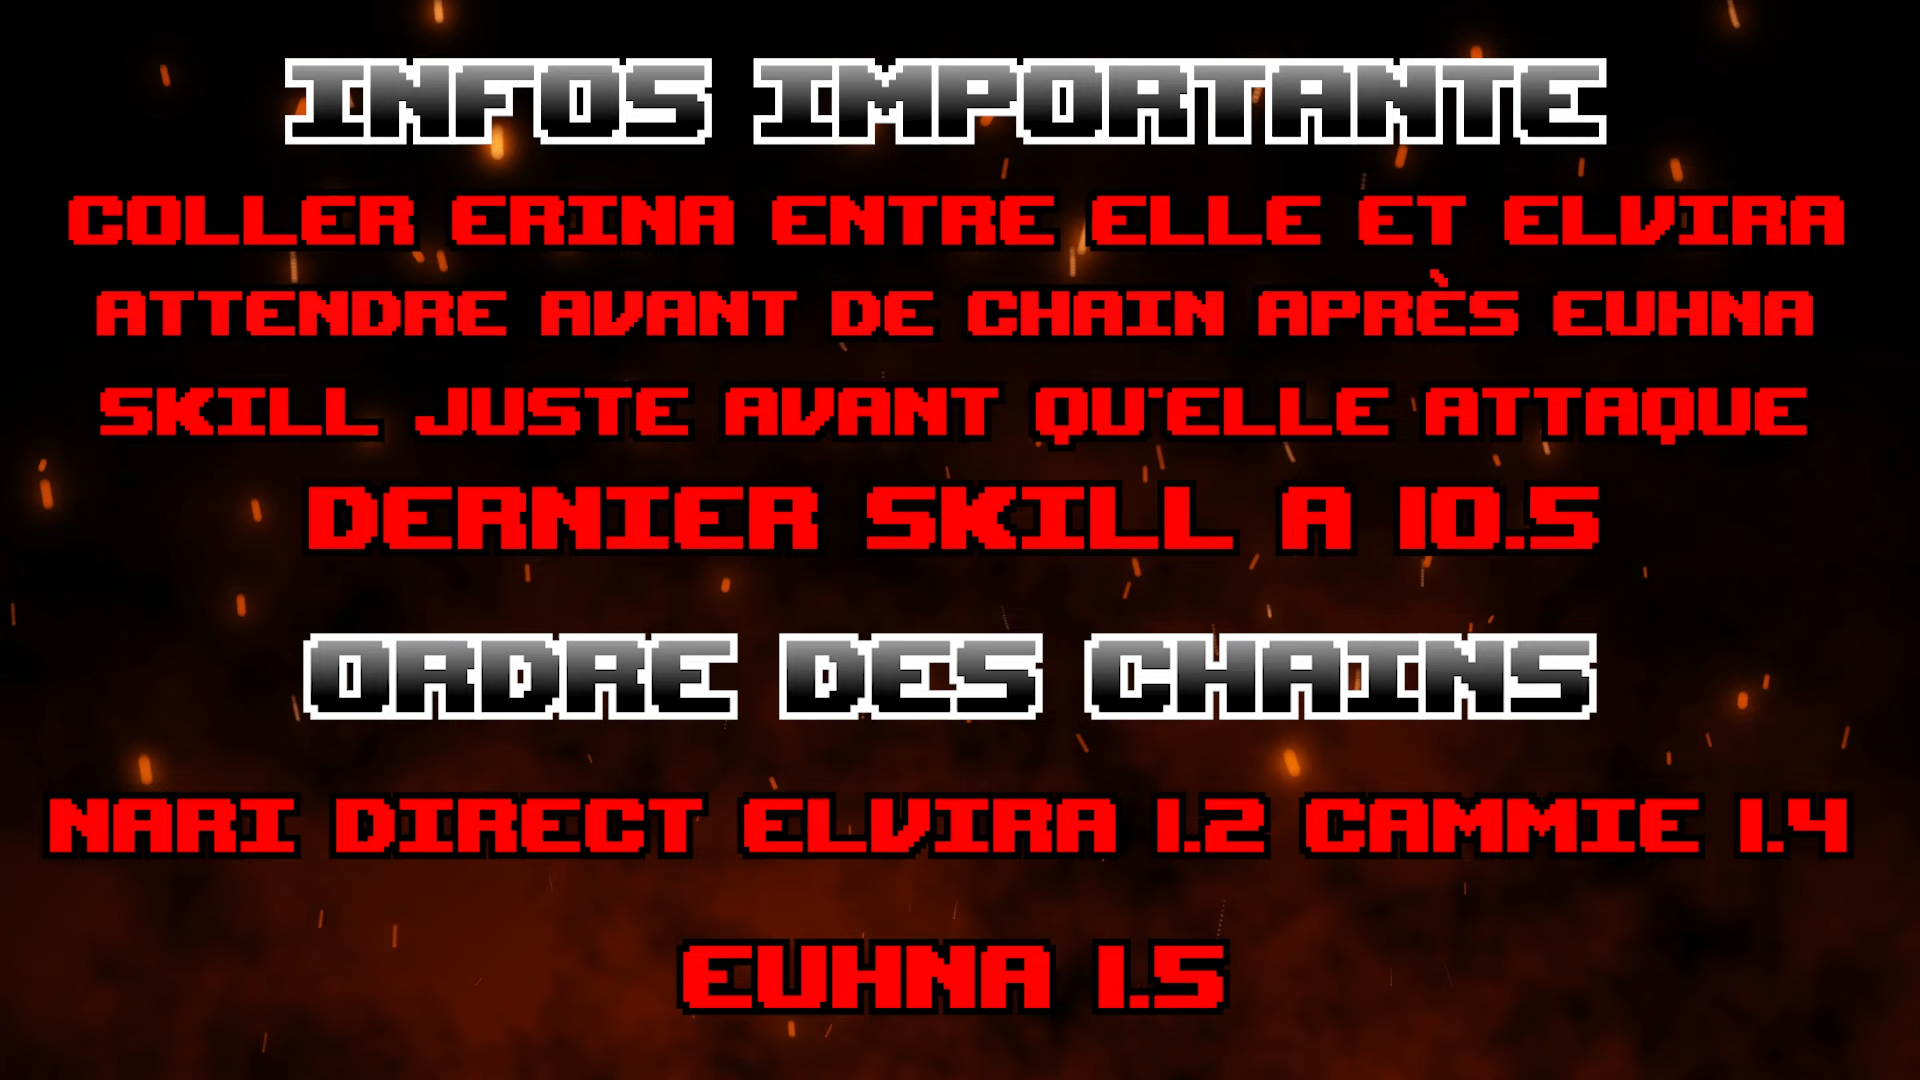 INFOS IMPORTANTE
COLLER ERINA ENTRE ELLE ET ELVIRA
ATTENDRE AVANT DE CHAIN APRÈS EUHNA
SKILL JUSTE AVANT QU'ELLE ATTAQUE
DERNIER SKILL A 10.5
ORDRE DES CHAINS
NARI DIRECT ELVIRA 1.2 CAMMIE 1.4
EUHNA 1.5